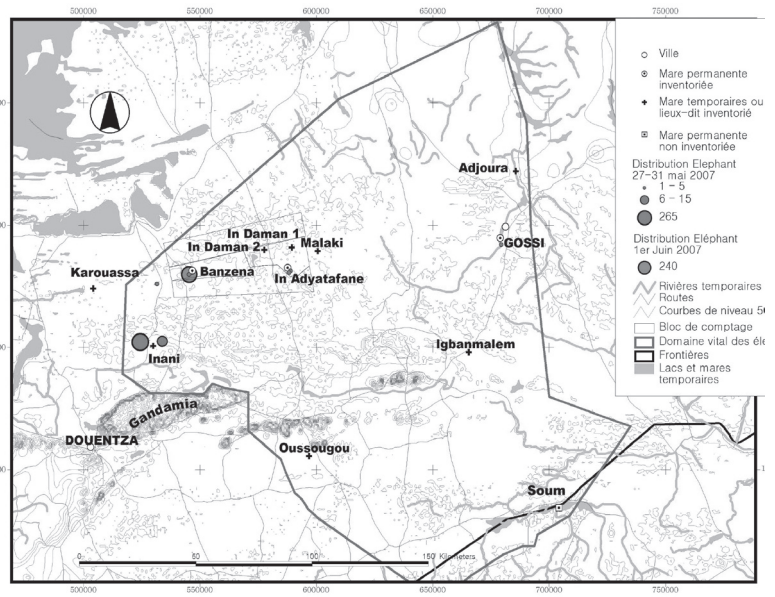 500000 550000 600000 650000 700000 750000
Ville
Mare permanente
inventoriée
Mare temporaires ou
lieux-dit inventorié
Mare permanente
non inventoriée
Distribution Elephant
27-31 mai 2007
1 - 5
6 - 15
265
Distribution Eléphant
1er Juin 2007
240
Rivières temporaires
Routes
Courbes de niveau
Bloc de comptage
Domaine vital des
Frontières
Lacs et mares
temporaires
Adjoura
In Daman 1
In Daman 2
Malaki
GOSSI
Karouassa
Banzena
In Adyatafane
Inani
Igbanmalem
Gandamia
DOUENTZA
Oussougou
Soum
0 50 100 150 Kilometers
500000 550000 600000 650000 700000 750000